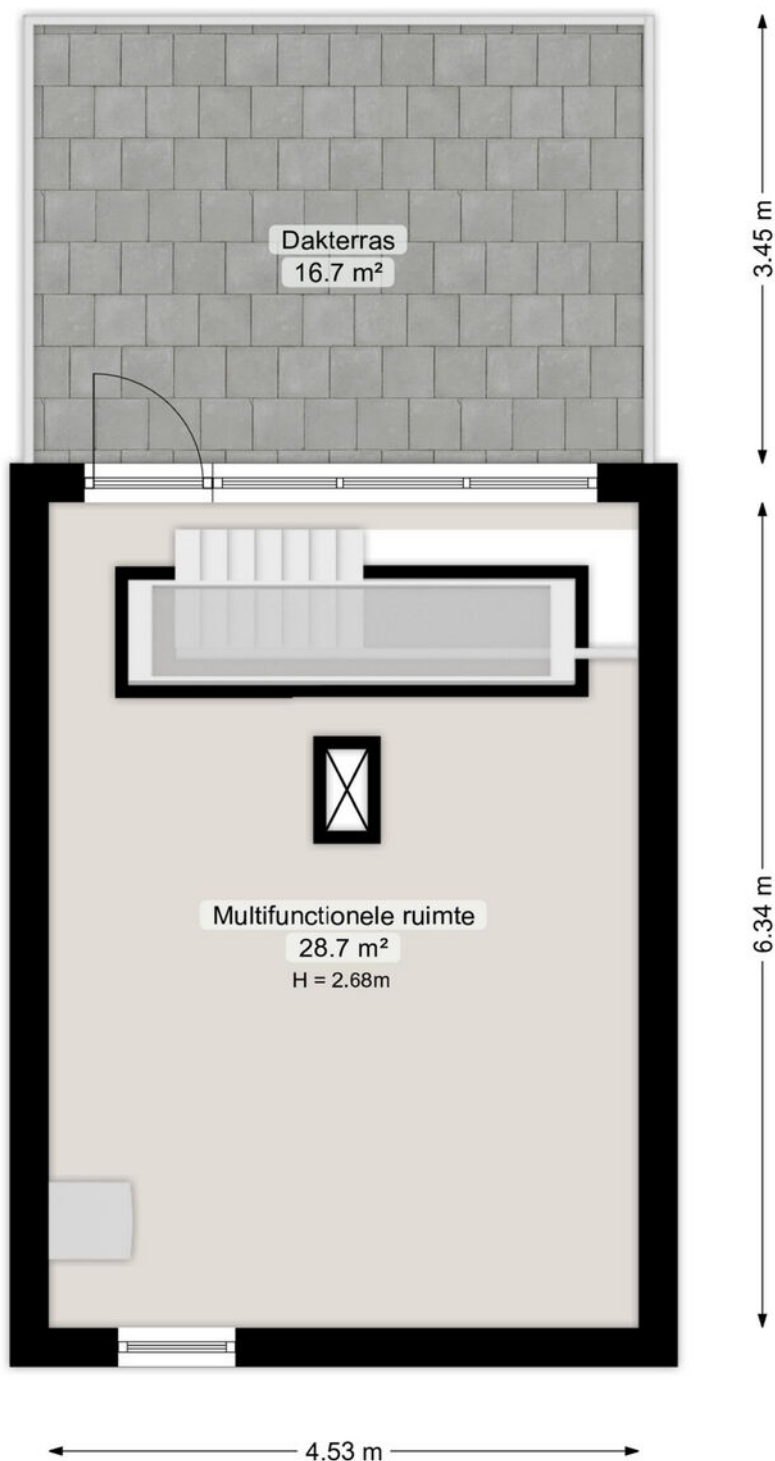 Dakterras
16.7 m²
3.45 m
Multifunctionele ruimte
28.7 m²
H = 2.68m
6.34 m
4.53 m